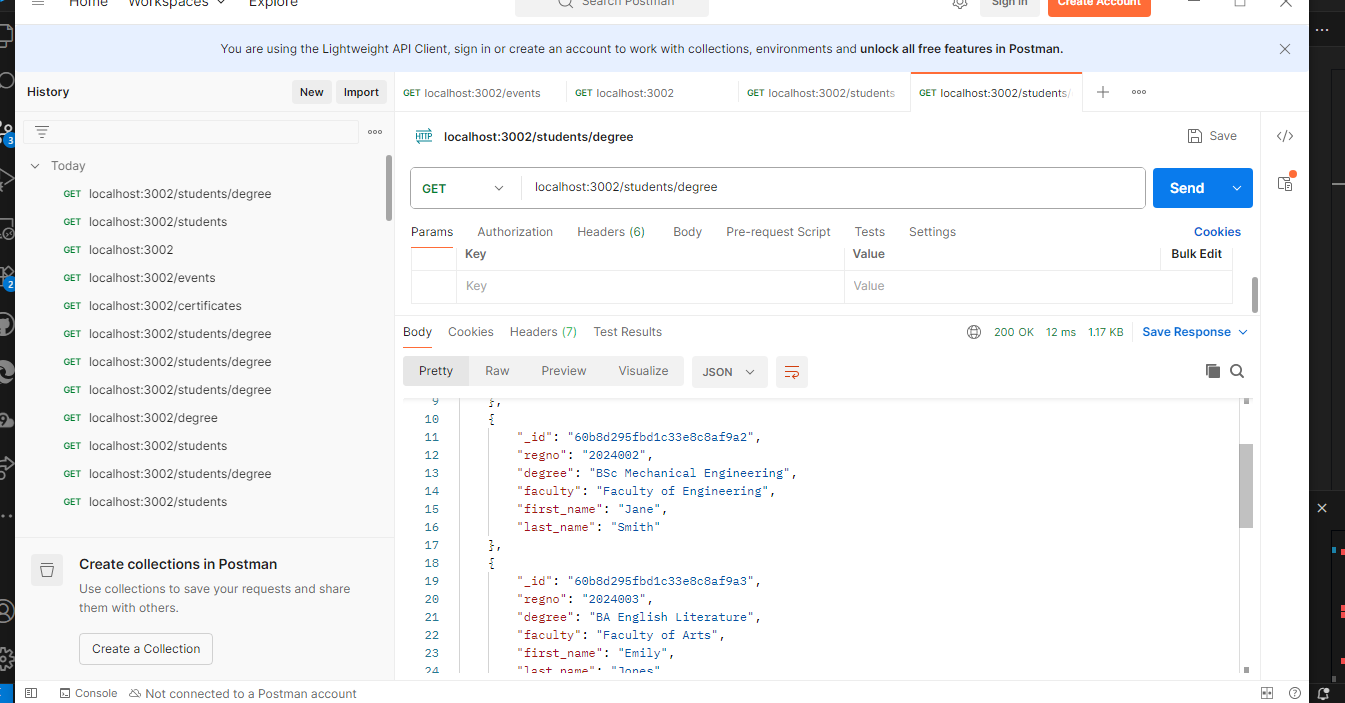 Home Workspaces Explore Search Postman Sign in Create Account
You are using the Lightweight API Client, sign in or create an account to work with collections, environments and unlock all free features in Postman.
History New Import
GET localhost:3002/events GET localhost:3002 GET localhost:3002/students GET localhost:3002/students/
HTTP localhost:3002/students/degree Save
Today
GET localhost:3002/students/degree
GET localhost:3002/students
GET localhost:3002
GET localhost:3002/events
GET localhost:3002/certificates
GET localhost:3002/students/degree
GET localhost:3002/students/degree
GET localhost:3002/students/degree
GET localhost:3002/degree
GET localhost:3002/students
GET localhost:3002/students/degree
GET localhost:3002/students
Create collections in Postman
Use collections to save your requests and share
them with others.
Create a Collection
GET localhost:3002/students/degree Send
Params Authorization Headers (6) Body Pre-request Script Tests Settings Cookies
Key Value Bulk Edit
Key Value
Body Cookies Headers (7) Test Results 200 OK 12 ms 1.17 KB Save Response
Pretty Raw Preview Visualize JSON
9 },
10 {
11 "_id": "60b8d295fbd1c33e8c8af9a2",
12 "regno": "2024002",
13 "degree": "BSc Mechanical Engineering",
14 "faculty": "Faculty of Engineering",
15 "first_name": "Jane",
16 "last_name": "Smith"
17 },
18 {
19 "_id": "60b8d295fbd1c33e8c8af9a3",
20 "regno": "2024003",
21 "degree": "BA English Literature",
22 "faculty": "Faculty of Arts",
23 "first_name": "Emily",
24 "last_name": "Jones"
Console Not connected to a Postman account
3
2